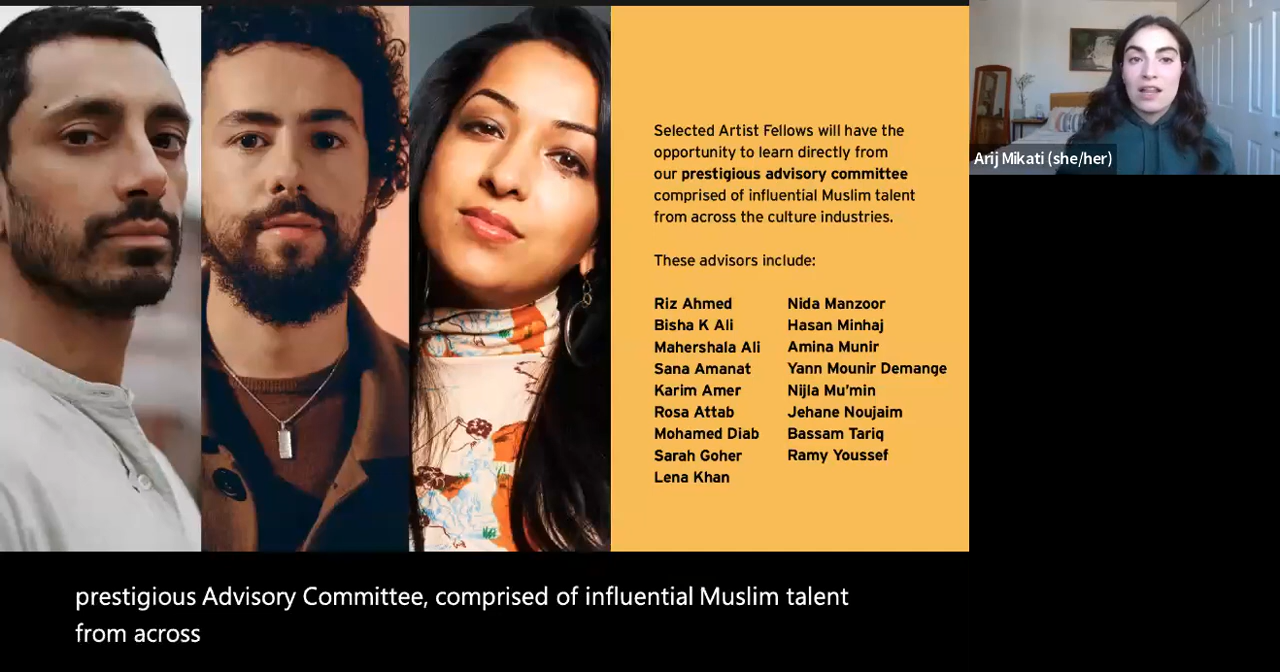 Selected Artist Fellows will have the
opportunity to learn directly from
our prestigious advisory committee
comprised of influential Muslim talent
from across the culture industries.
These advisors include:
Riz Ahmed
Bisha K Ali
Mahershala Ali
Sana Amanat
Karim Amer
Rosa Attab
Mohamed Diab
Sarah Goher
Lena Khan
Nida Manzoor
Hasan Minhaj
Amina Munir
Yann Mounir Demange
Nijla Mu’min
Jehane Noujaim
Bassam Tariq
Ramy Youssef
Arij Mikati (she/her)
prestigious Advisory Committee, comprised of influential Muslim talent
from across